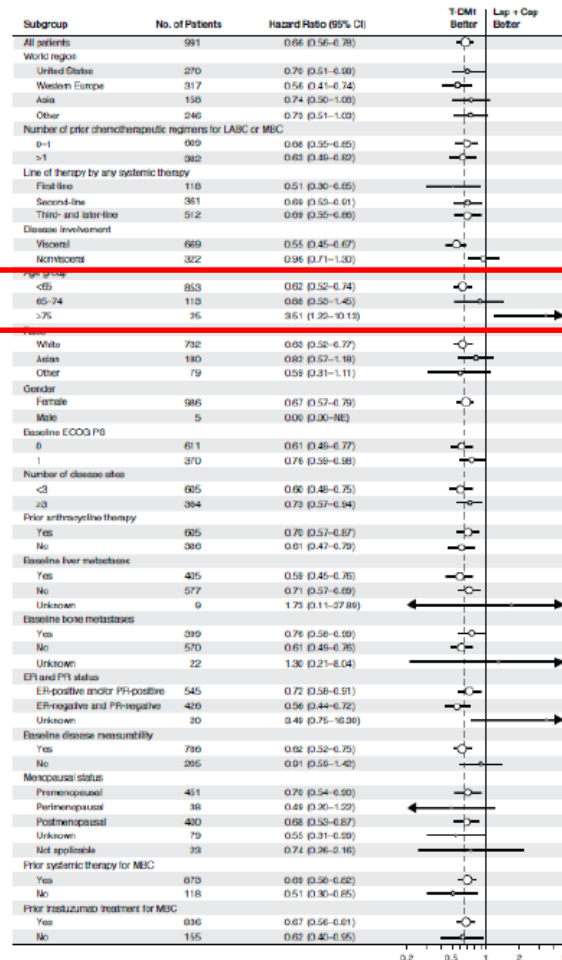 T-DM1 Lap + Cap
Subgroup No. of Patients Hazard Ratio (95% CI) Better Better
All patients 991 0.66 (0.56–0.78)
World region
United States 270 0.70 (0.51–0.98)
Western Europe 317 0.56 (0.41–0.74)
Asia 158 0.74 (0.50–1.08)
Other 246 0.73 (0.51–1.03)
Number of prior chemotherapeutic regimens for LABC or MBC
0–1 609 0.68 (0.55–0.85)
>1 382 0.63 (0.49–0.82)
Line of therapy by any systemic therapy
First-line 118 0.51 (0.30–0.85)
Second-line 361 0.69 (0.53–0.91)
Third- and later-line 512 0.69 (0.55–0.86)
Disease involvement
Visceral 669 0.55 (0.45–0.67)
Nonvisceral 322 0.96 (0.71–1.30)
Age group
<65 853 0.62 (0.52–0.74)
65–74 113 0.88 (0.53–1.45)
>75 25 3.51 (1.22–10.13)
White 732 0.63 (0.52–0.77)
Asian 180 0.82 (0.57–1.18)
Other 79 0.59 (0.31–1.11)
Gender
Female 986 0.67 (0.57–0.79)
Male 5 0.00 (0.00–NE)
Baseline ECOG PS
0 611 0.61 (0.49–0.77)
1 370 0.76 (0.59–0.98)
Number of disease sites
<3 605 0.60 (0.48–0.75)
≥3 364 0.73 (0.57–0.94)
Prior anthracycline therapy
Yes 605 0.70 (0.57–0.87)
No 386 0.61 (0.47–0.79)
Baseline liver metastases
Yes 405 0.59 (0.45–0.76)
No 577 0.71 (0.57–0.89)
Unknown 9 1.73 (0.11–27.89)
Baseline bone metastases
Yes 399 0.76 (0.58–0.99)
No 570 0.61 (0.49–0.76)
Unknown 22 1.30 (0.21–8.04)
ER and PR status
ER-positive and/or PR-positive 545 0.72 (0.58–0.91)
ER-negative and PR-negative 426 0.56 (0.44–0.72)
Unknown 20 3.49 (0.75–16.30)
Baseline disease measurability
Yes 786 0.62 (0.52–0.75)
No 205 0.91 (0.59–1.42)
Menopausal status
Premenopausal 451 0.70 (0.54–0.90)
Perimenopausal 38 0.49 (0.20–1.22)
Postmenopausal 400 0.68 (0.53–0.87)
Unknown 79 0.55 (0.31–0.99)
Not applicable 23 0.74 (0.26–2.16)
Prior systemic therapy for MBC
Yes 873 0.69 (0.58–0.82)
No 118 0.51 (0.30–0.85)
Prior trastuzumab treatment for MBC
Yes 836 0.67 (0.56–0.81)
No 155 0.62 (0.40–0.95)
0.2 0.5 1 2